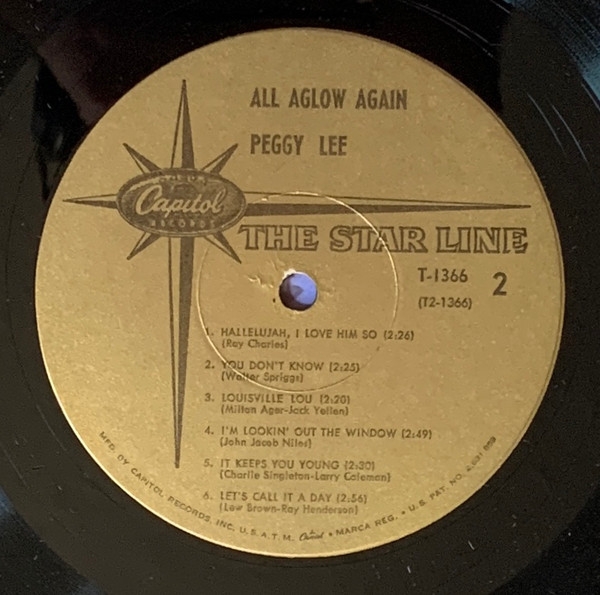 ALL AGLOW AGAIN
PEGGY LEE
Capitol
RECORDS
THE STAR LINE
T-1366
2
(T2-1366)
1. HALLELUJAH, I LOVE HIM SO (2:26)
(Ray Charles)
2. YOU DON'T KNOW (2:25)
(Walter Spriggs)
3. LOUISVILLE LOU (2:20)
(Milton Ager-Jack Yellen)
4. I'M LOOKIN' OUT THE WINDOW (2:49)
(John Jacob Niles)
5. IT KEEPS YOU YOUNG (2:30)
(Charlie Singleton-Larry Coleman)
6. LET'S CALL IT A DAY (2:56)
(Lew Brown-Ray Henderson)
MFD. BY CAPITOL RECORDS, INC. U.S.A. T.M. Capitol • MARCA REG. • U.S. PAT. NO. 2,631,859